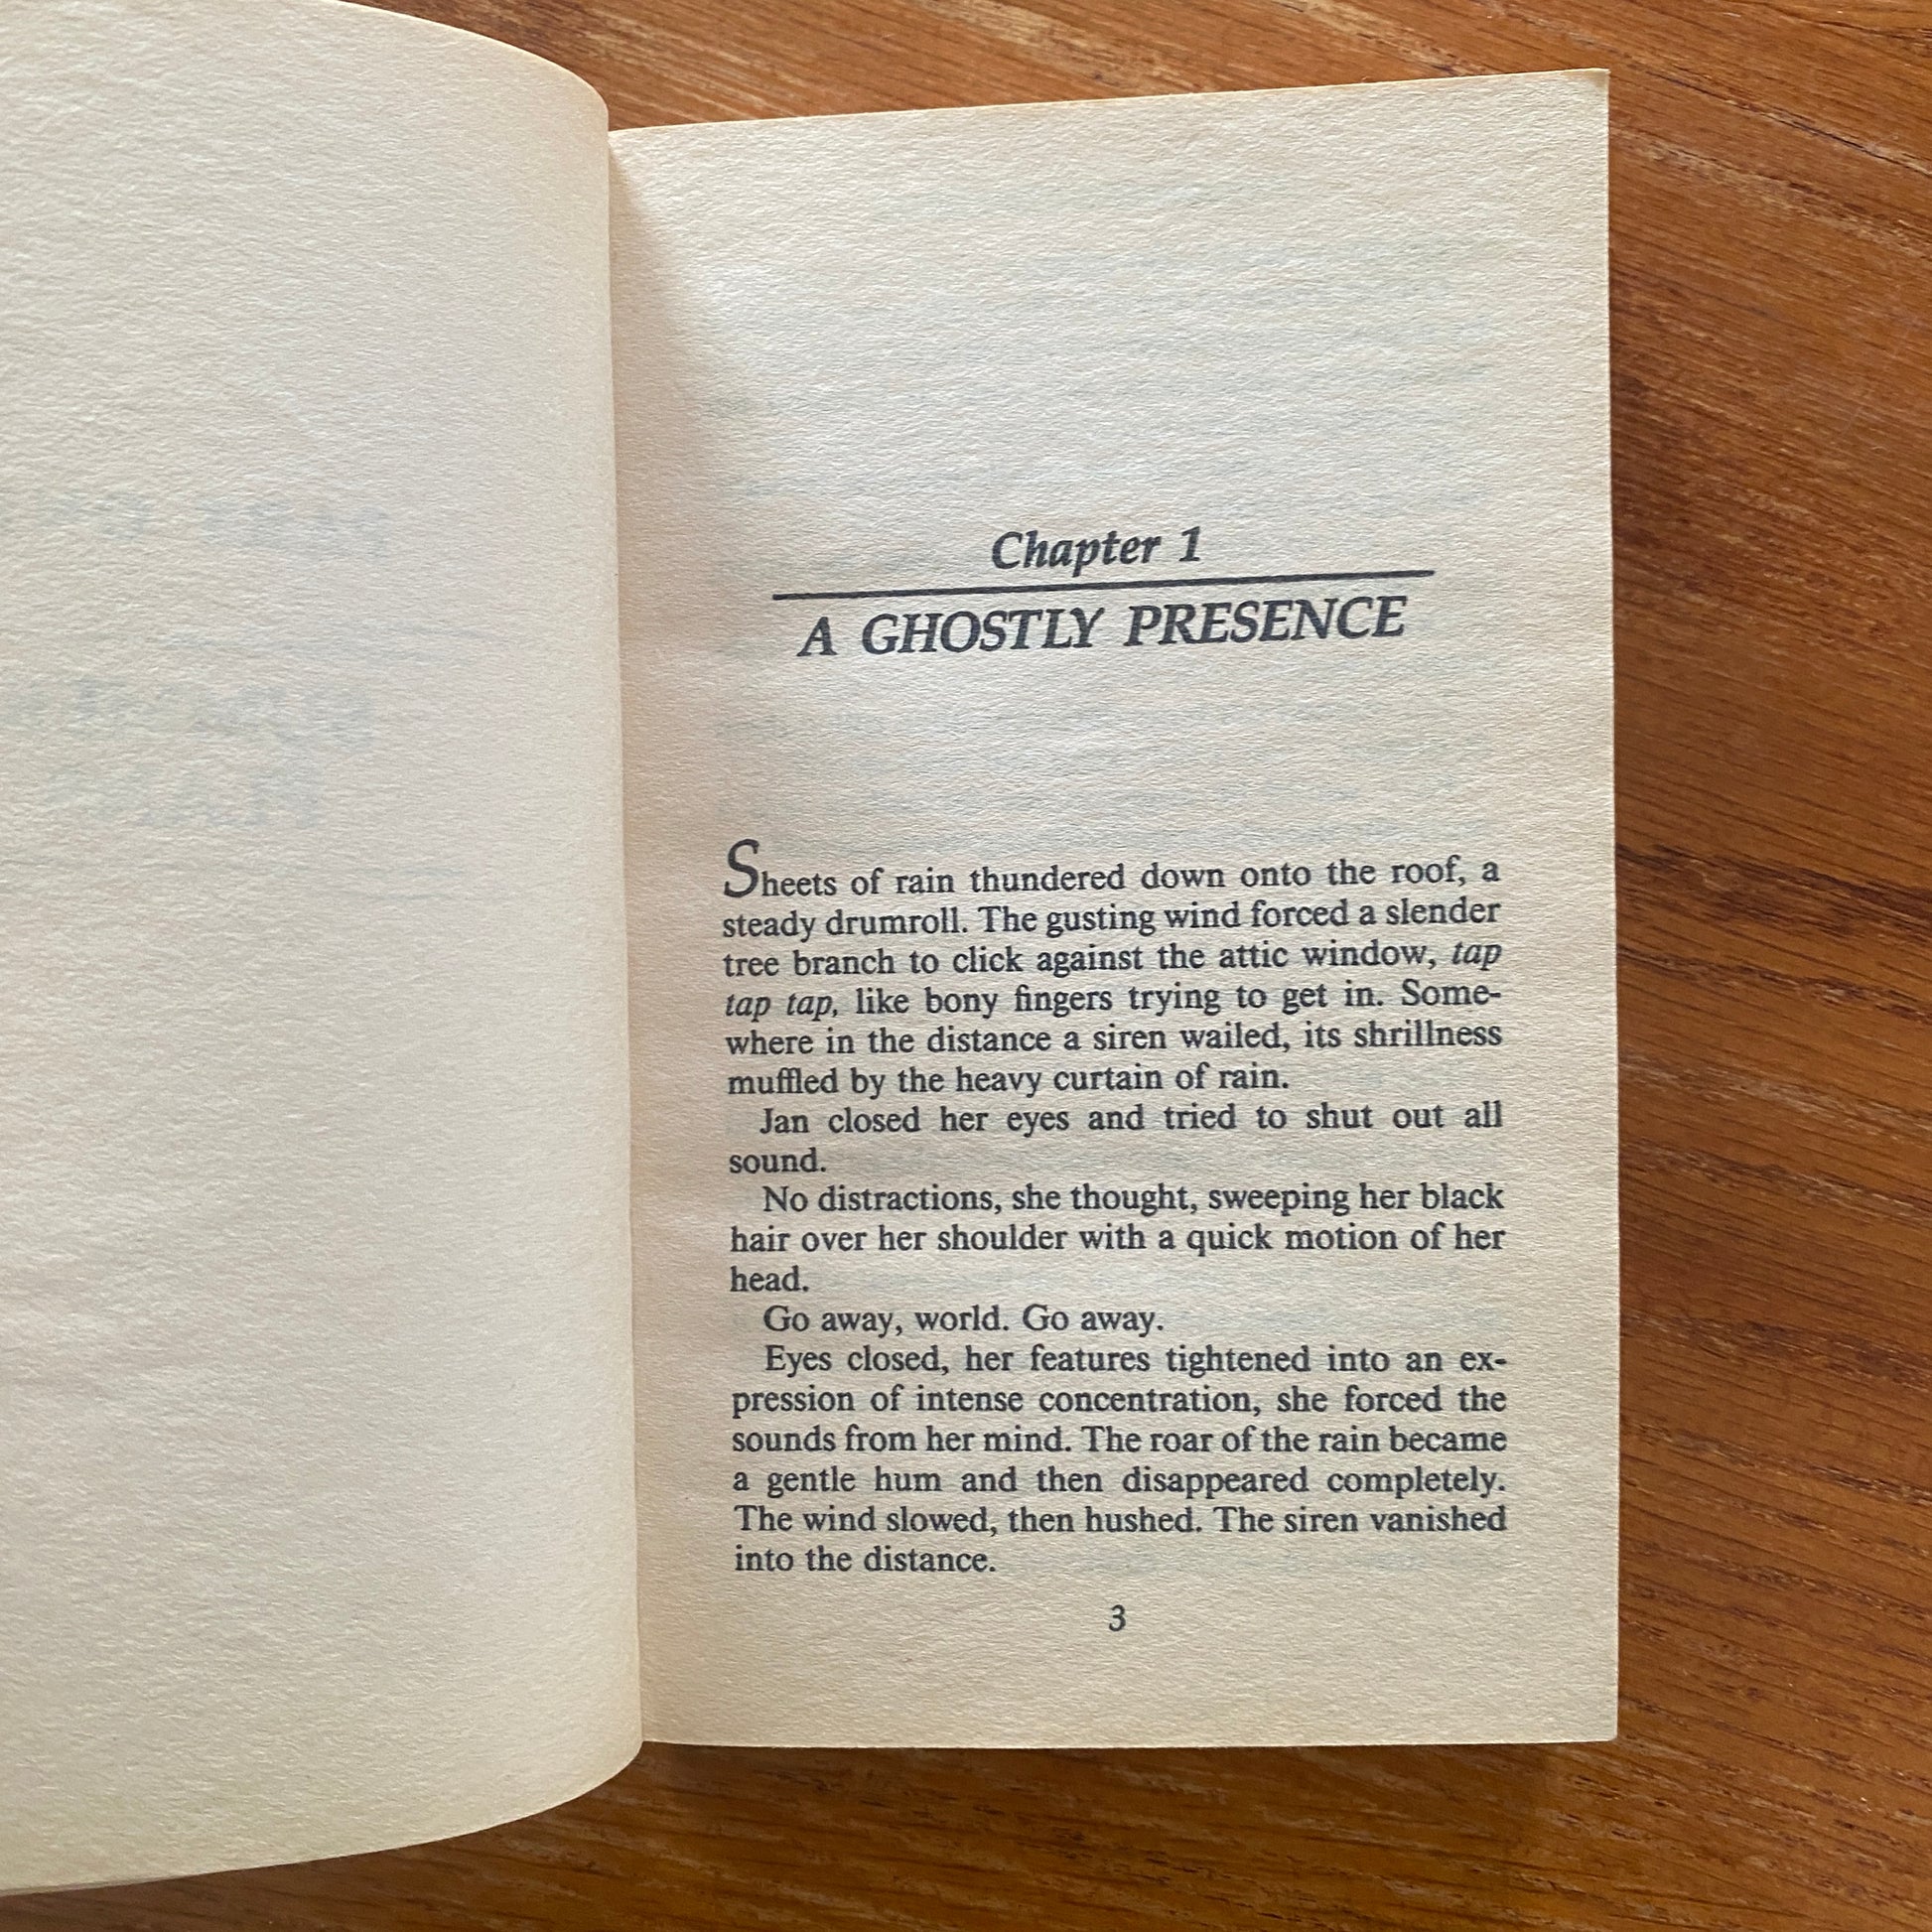 Chapter 1
A GHOSTLY PRESENCE
Sheets of rain thundered down onto the roof, a
steady drumroll. The gusting wind forced a slender
tree branch to click against the attic window, tap
tap tap, like bony fingers trying to get in. Some-
where in the distance a siren wailed, its shrillness
muffled by the heavy curtain of rain.
Jan closed her eyes and tried to shut out all
sound.
No distractions, she thought, sweeping her black
hair over her shoulder with a quick motion of her
head.
Go away, world. Go away.
Eyes closed, her features tightened into an ex-
pression of intense concentration, she forced the
sounds from her mind. The roar of the rain became
a gentle hum and then disappeared completely.
The wind slowed, then hushed. The siren vanished
into the distance.
3